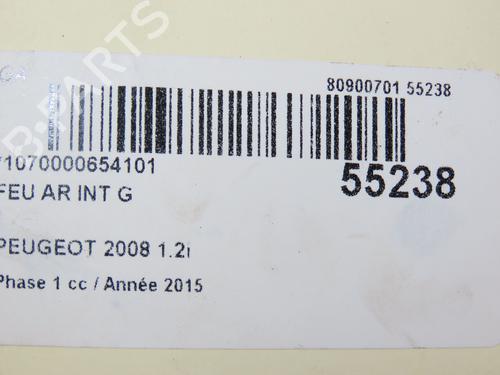 B-PARTS
80900701 55238
*1070000654101
55238
FEU AR INT G
PEUGEOT 2008 1.2i
Phase 1 cc / Année 2015